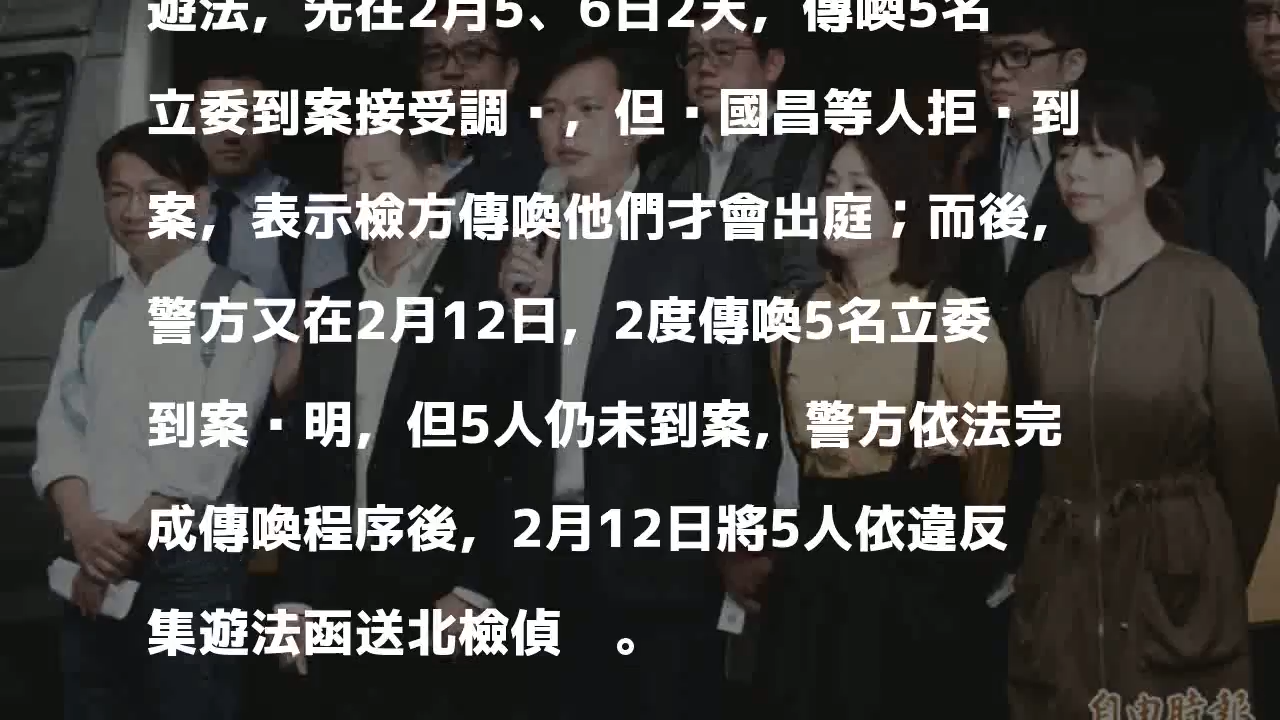 遊法，先在2月5、6日2天，傳喚5名
立委到案接受調▪，但▪國昌等人拒▪到
案，表示檢方傳喚他們才會出庭；而後，
警方又在2月12日，2度傳喚5名立委
到案▪明，但5人仍未到案，警方依法完
成傳喚程序後，2月12日將5人依違反
集遊法函送北檢偵　。
自由時報